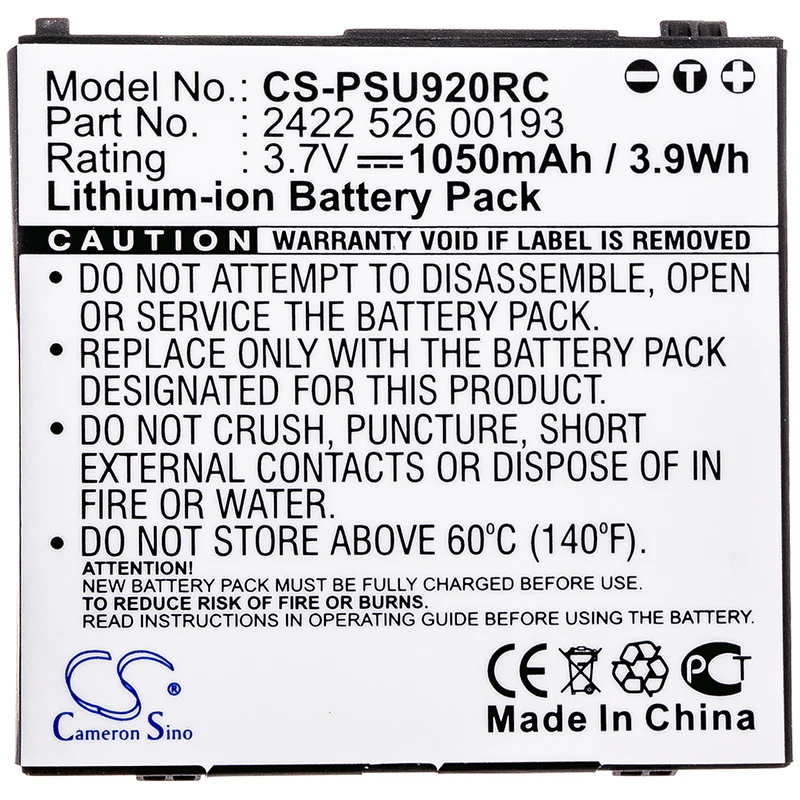 Model No.: CS-PSU920RC
Part No. : 2422 526 00193
Rating : 3.7V 1050mAh / 3.9Wh
Lithium-ion Battery Pack
- T +
CAUTION WARRANTY VOID IF LABEL IS REMOVED
• DO NOT ATTEMPT TO DISASSEMBLE, OPEN
OR SERVICE THE BATTERY PACK.
• REPLACE ONLY WITH THE BATTERY PACK
DESIGNATED FOR THIS PRODUCT.
• DO NOT CRUSH, PUNCTURE, SHORT
EXTERNAL CONTACTS OR DISPOSE OF IN
FIRE OR WATER.
• DO NOT STORE ABOVE 60ºC (140ºF).
ATTENTION!
NEW BATTERY PACK MUST BE FULLY CHARGED BEFORE USE.
TO REDUCE RISK OF FIRE OR BURNS.
READ INSTRUCTIONS IN OPERATING GUIDE BEFORE USING THE BATTERY.
CS®
Cameron Sino
CE PCT
Made In China